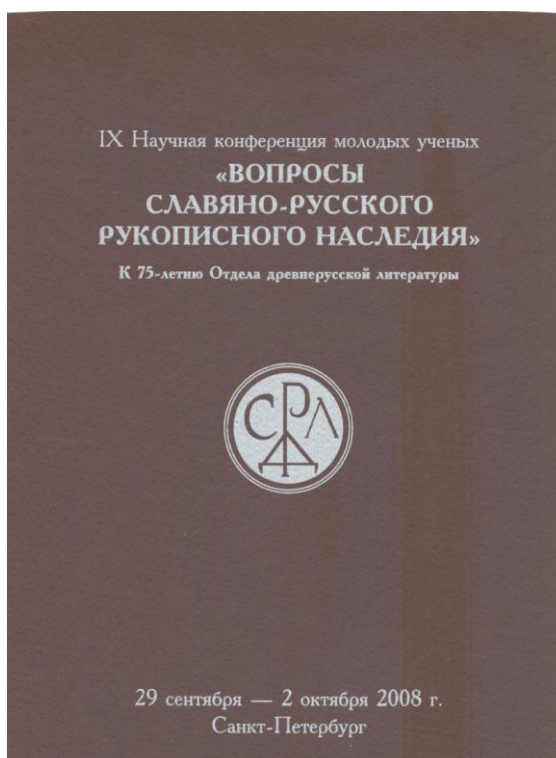 IX Научная конференция молодых ученых
«ВОПРОСЫ
СЛАВЯНО-РУССКОГО
РУКОПИСНОГО НАСЛЕДИЯ»
К 75-летию Отдела древнерусской литературы
СРДЛ
29 сентября — 2 октября 2008 г.
Санкт-Петербург